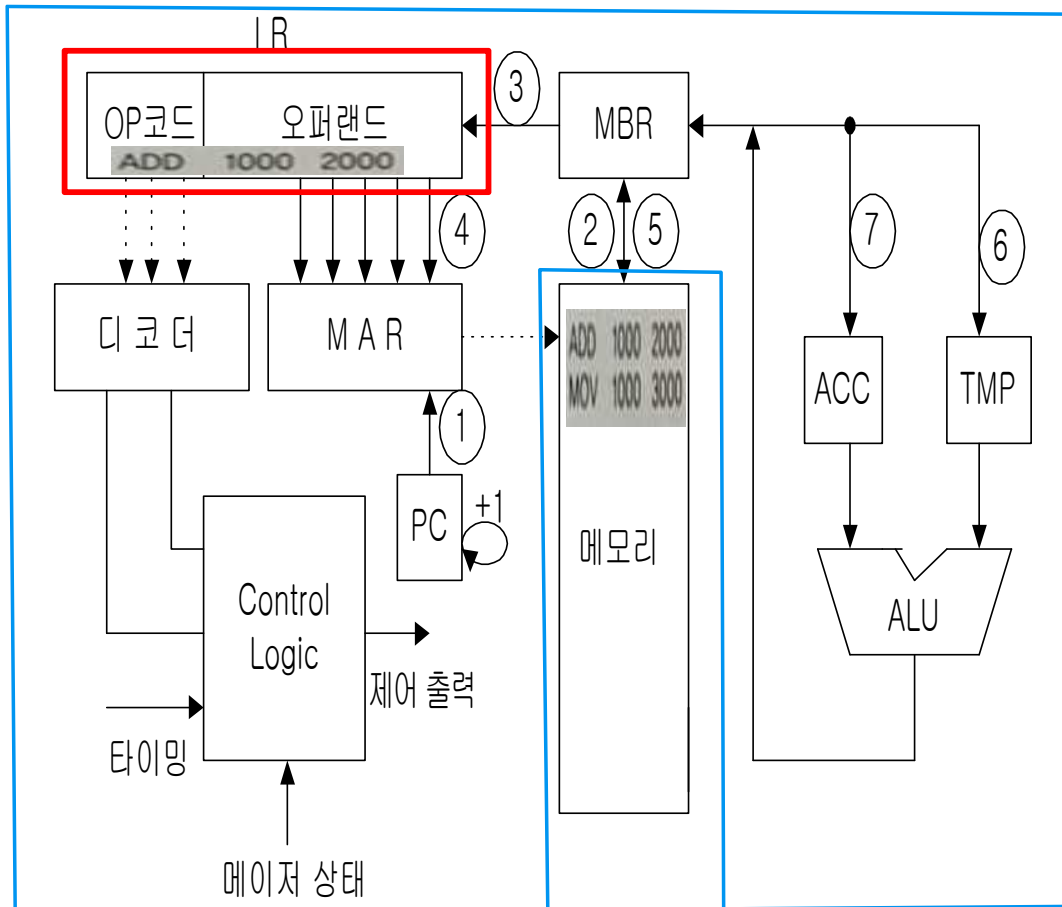 I R
OP코드 오퍼랜드
ADD 1000 2000
③
MBR
④
②
⑤
⑦
⑥
디 코 더
M A R
①
ADD 1000 2000
MOV 1000 3000
ACC
TMP
PC
+1
메모리
ALU
Control
Logic
제어 출력
타이밍
메이저 상태